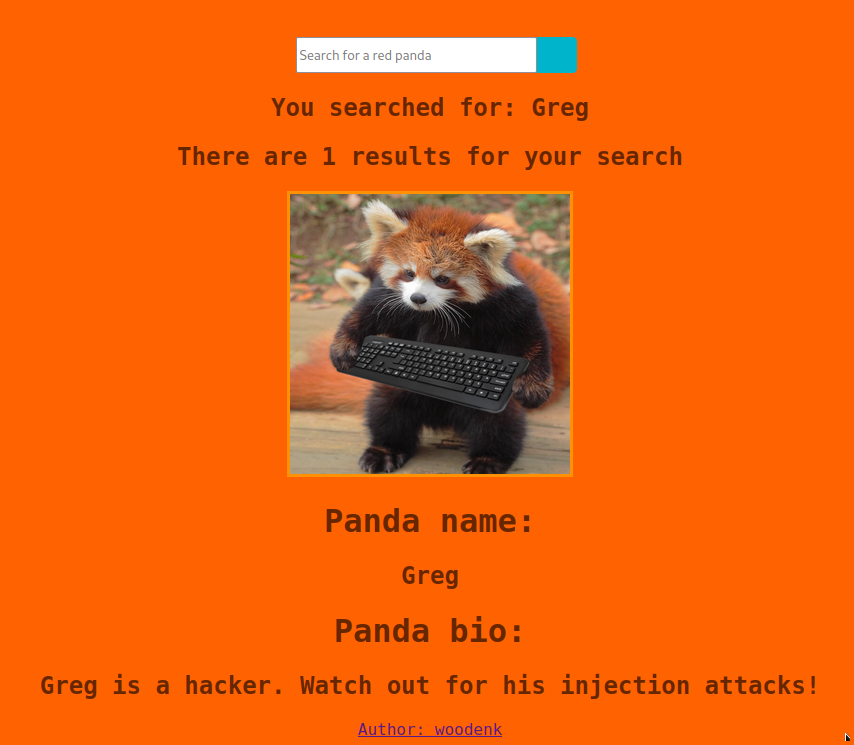 Search for a red panda
You searched for: Greg
There are 1 results for your search
Panda name:
Greg
Panda bio:
Greg is a hacker. Watch out for his injection attacks!
Author: woodenk